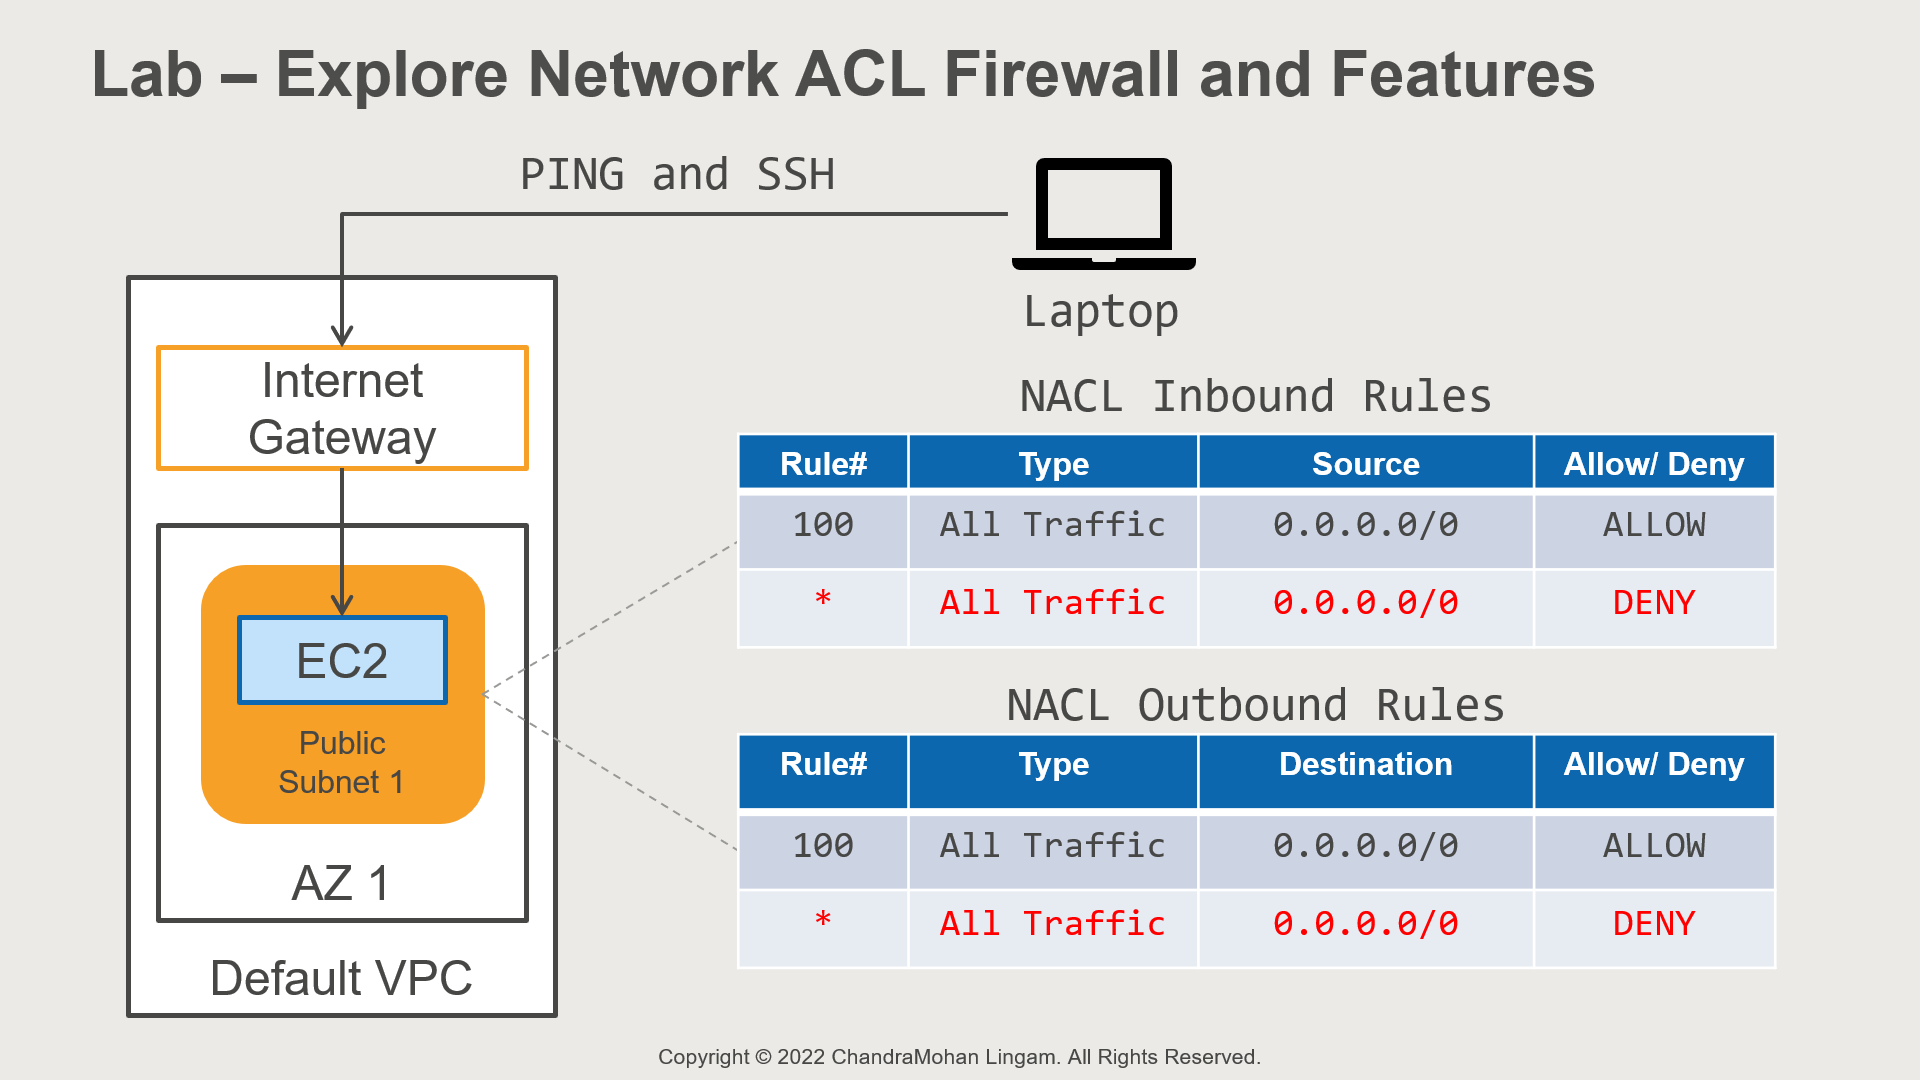 Lab – Explore Network ACL Firewall and Features
PING and SSH
Laptop
Internet
Gateway
EC2
Public
Subnet 1
AZ 1
Default VPC
NACL Inbound Rules
Rule# Type Source Allow/ Deny
100 All Traffic 0.0.0.0/0 ALLOW
* All Traffic 0.0.0.0/0 DENY
NACL Outbound Rules
Rule# Type Destination Allow/ Deny
100 All Traffic 0.0.0.0/0 ALLOW
* All Traffic 0.0.0.0/0 DENY
Copyright © 2022 ChandraMohan Lingam. All Rights Reserved.